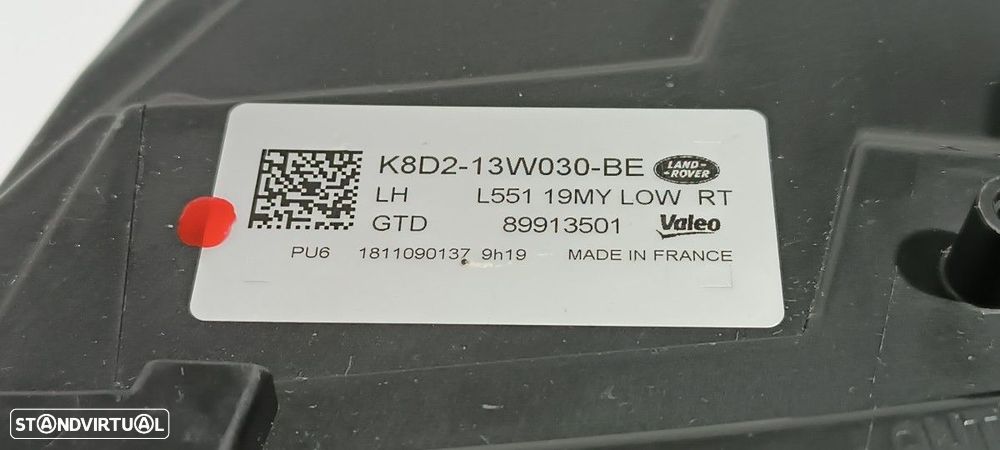 K8D2-13W030-BE LAND-ROVER
LH L551 19MY LOW RT
GTD 89913501 Valeo
PU6 1811090137 9h19 MADE IN FRANCE
STANDVIRTUAL